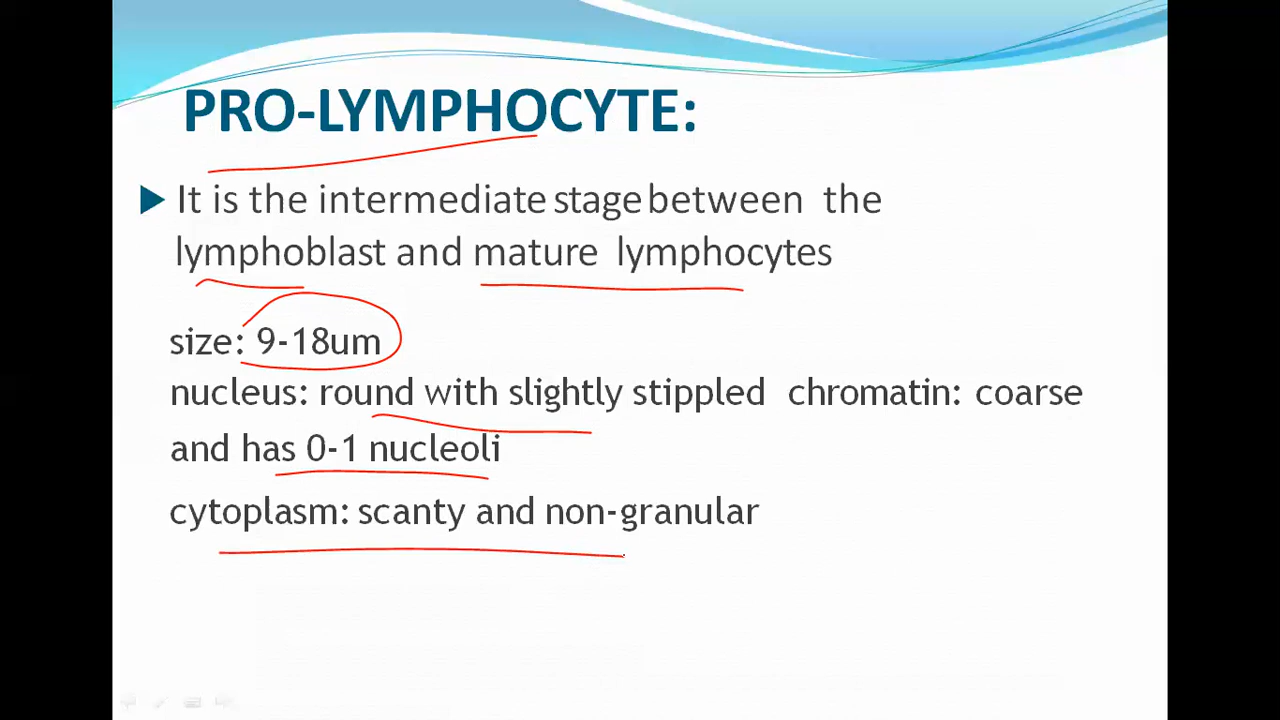 PRO-LYMPHOCYTE:
It is the intermediate stage between the
lymphoblast and mature lymphocytes
size: 9-18um
nucleus: round with slightly stippled chromatin: coarse
and has 0-1 nucleoli
cytoplasm: scanty and non-granular